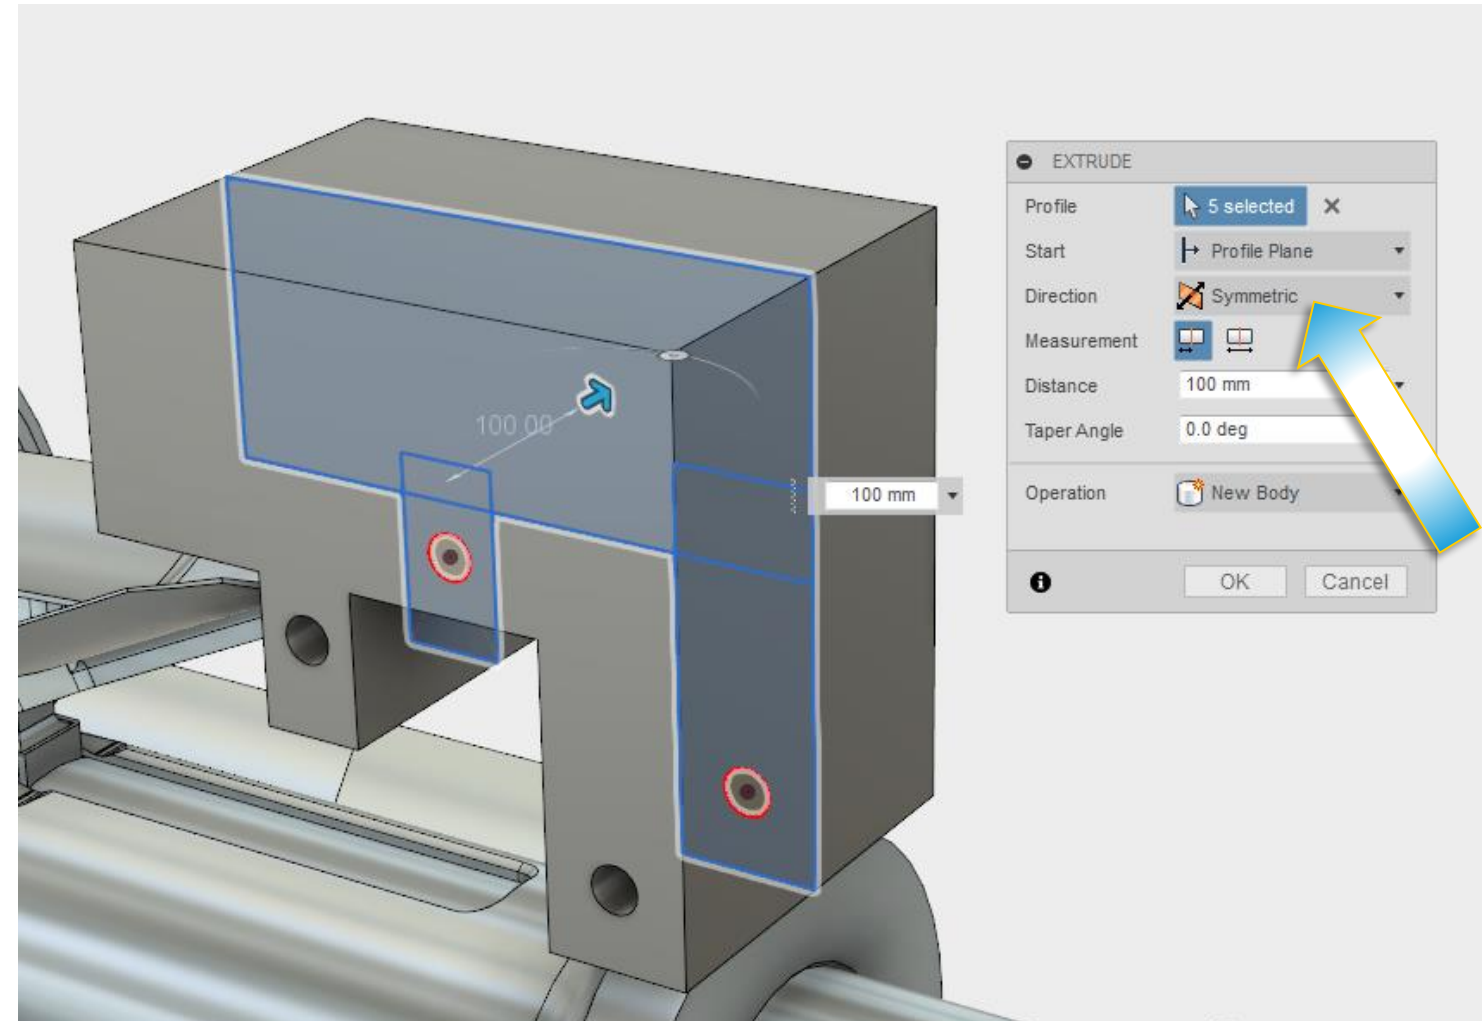 EXTRUDE
Profile 5 selected
Start Profile Plane
Direction Symmetric
Measurement
Distance 100 mm
Taper Angle 0.0 deg
Operation New Body
OK Cancel
100.00
100 mm